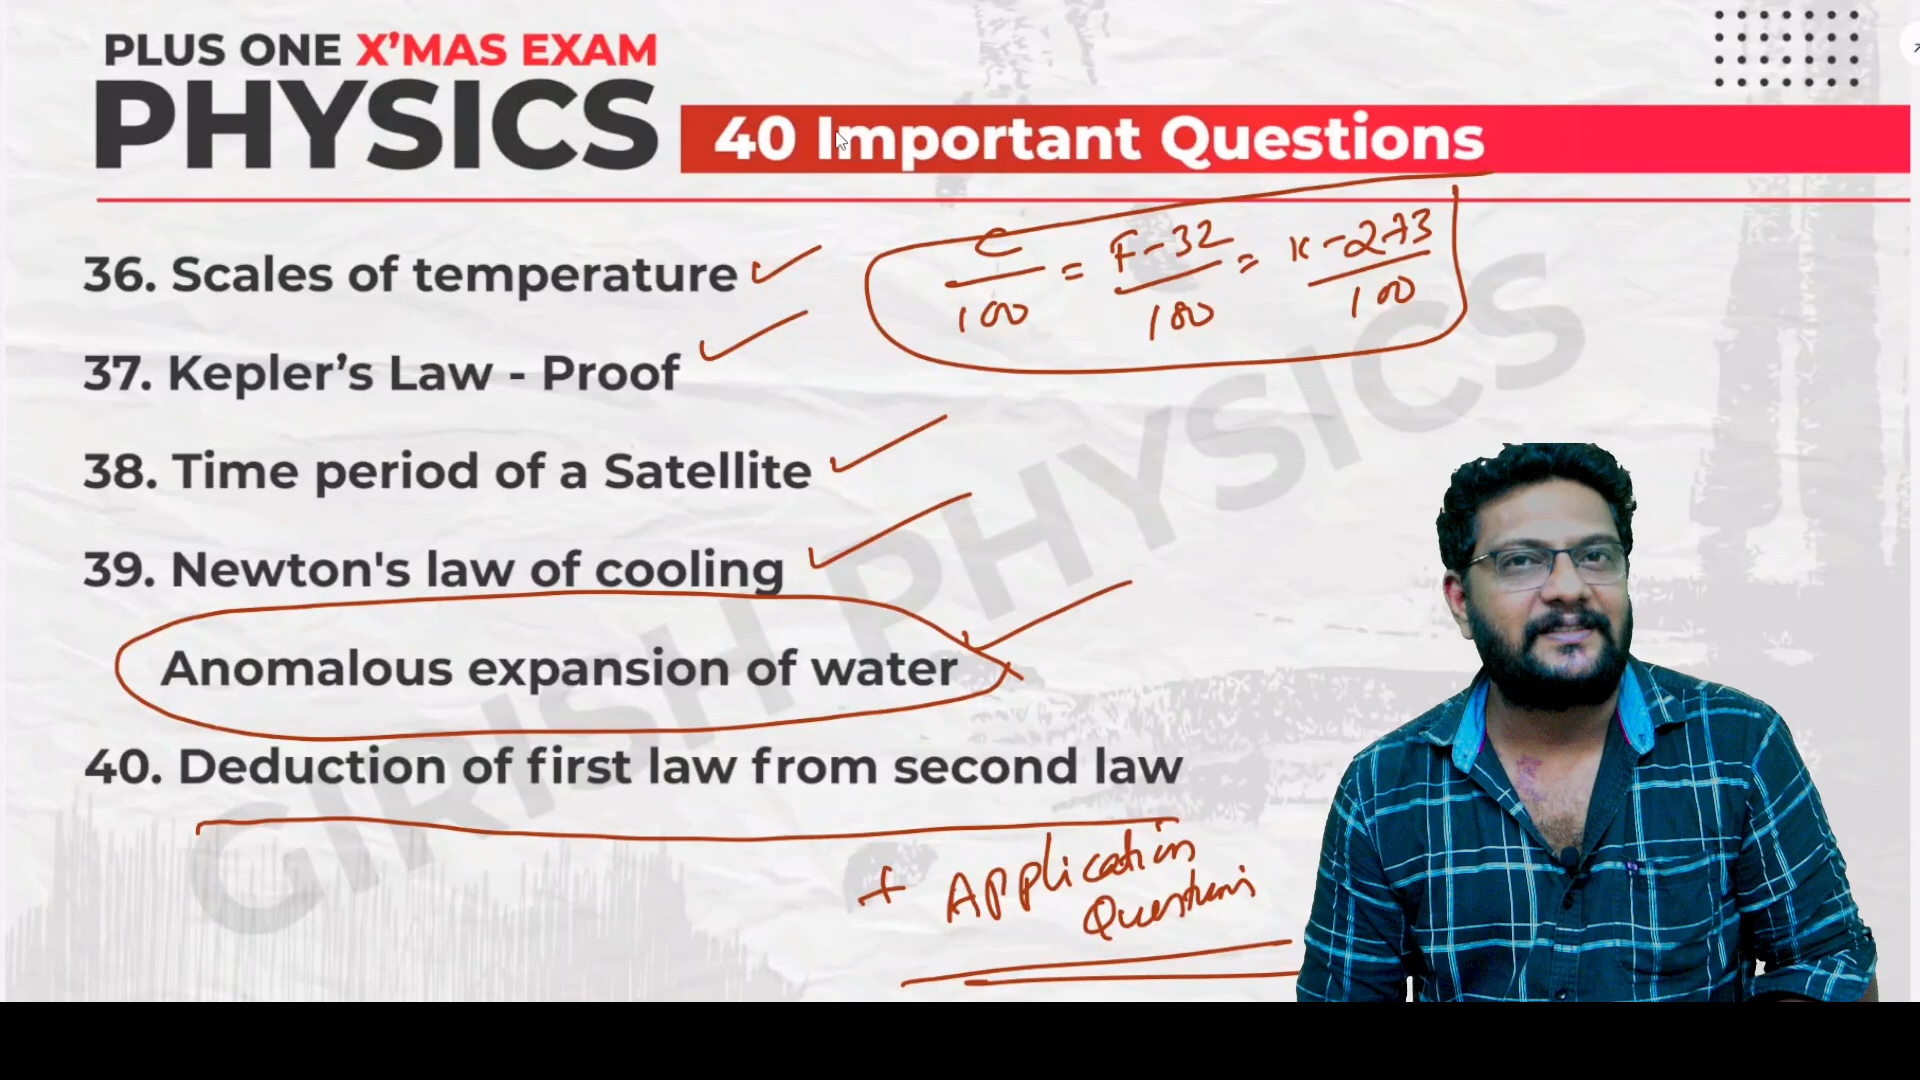 PLUS ONE X'MAS EXAM
PHYSICS
40 Important Questions
C/100 = F-32/180 = K-273/100
36. Scales of temperature
37. Kepler's Law - Proof
38. Time period of a Satellite
39. Newton's law of cooling
Anomalous expansion of water
40. Deduction of first law from second law
+ Application
Questions
GIRISH PHYSICS